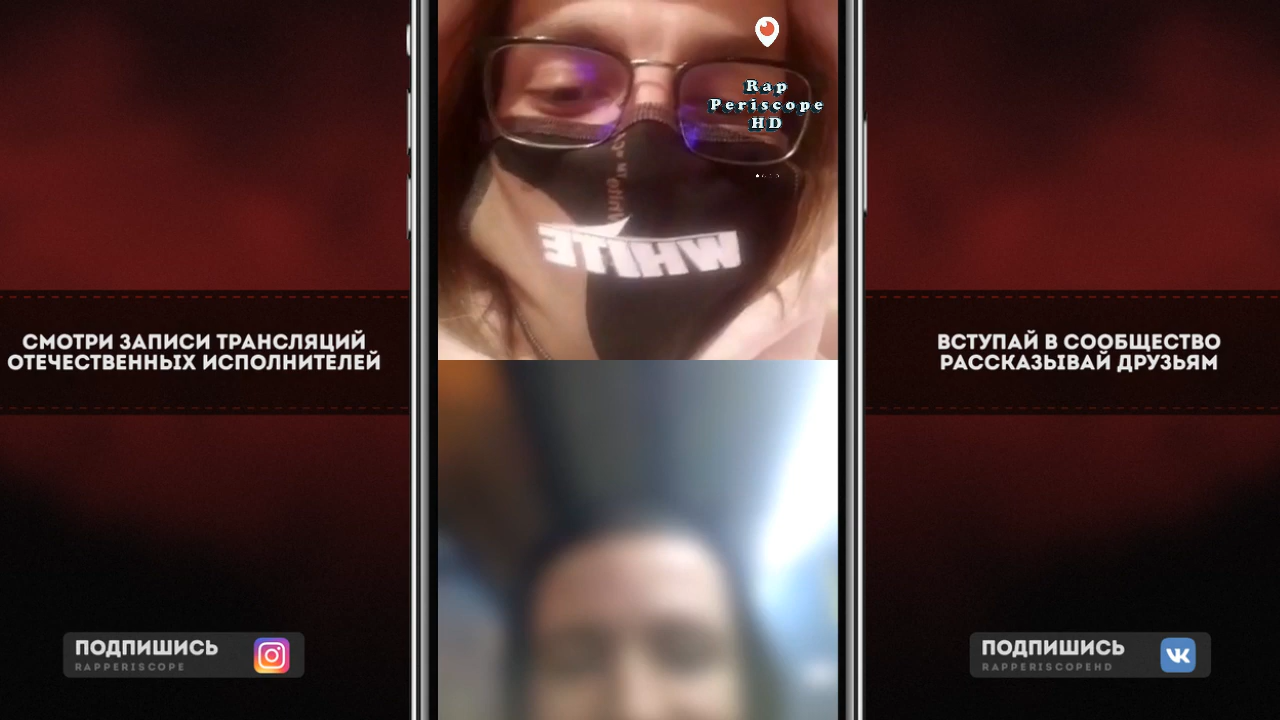 Rap
Periscope
HD
WHITE
СМОТРИ ЗАПИСИ ТРАНСЛЯЦИЙ
ОТЕЧЕСТВЕННЫХ ИСПОЛНИТЕЛЕЙ
ВСТУПАЙ В СООБЩЕСТВО
РАССКАЗЫВАЙ ДРУЗЬЯМ
ПОДПИШИСЬ
RAPPERISCOPE
ПОДПИШИСЬ
RAPPERISCOPEHD